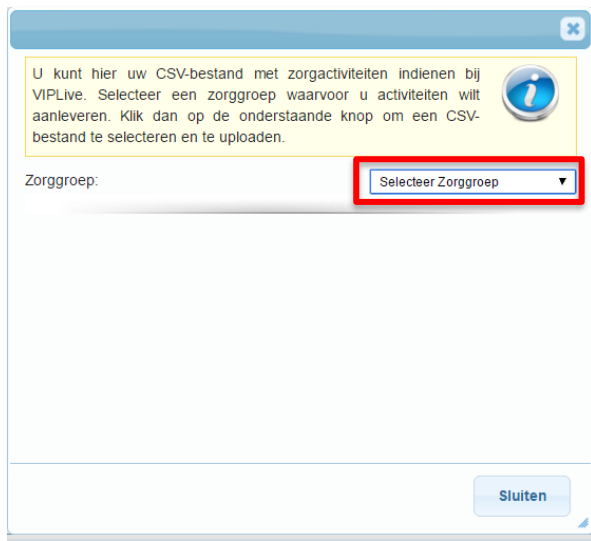 U kunt hier uw CSV-bestand met zorgactiviteiten indienen bij
VIPLive. Selecteer een zorggroep waarvoor u activiteiten wilt
aanleveren. Klik dan op de onderstaande knop om een CSV-
bestand te selecteren en te uploaden.
Zorggroep:
Selecteer Zorggroep
Sluiten